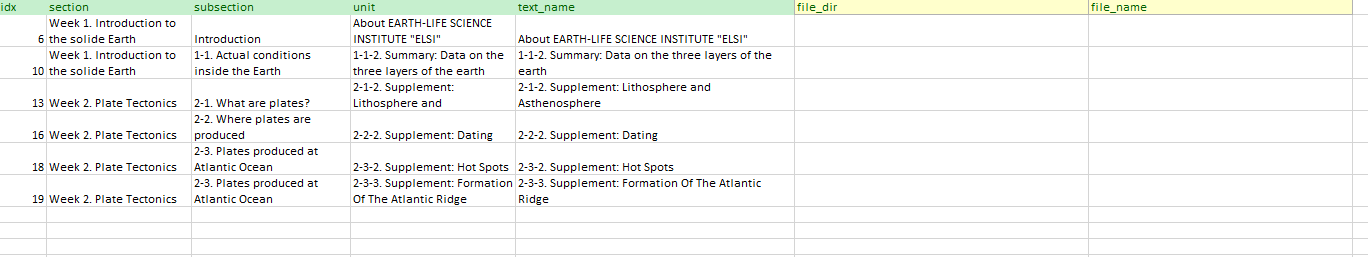 idx section subsection unit text_name file_dir file_name
Week 1. Introduction to About EARTH-LIFE SCIENCE
6 the solide Earth Introduction INSTITUTE "ELSI" About EARTH-LIFE SCIENCE INSTITUTE "ELSI"
Week 1. Introduction to 1-1. Actual conditions 1-1-2. Summary: Data on the 1-1-2. Summary: Data on the three layers of the
10 the solide Earth inside the Earth three layers of the earth earth
2-1-2. Supplement: 2-1-2. Supplement: Lithosphere and
13 Week 2. Plate Tectonics 2-1. What are plates? Lithosphere and Asthenosphere
2-2. Where plates are
16 Week 2. Plate Tectonics produced 2-2-2. Supplement: Dating 2-2-2. Supplement: Dating
2-3. Plates produced at
18 Week 2. Plate Tectonics Atlantic Ocean 2-3-2. Supplement: Hot Spots 2-3-2. Supplement: Hot Spots
2-3. Plates produced at 2-3-3. Supplement: Formation 2-3-3. Supplement: Formation Of The Atlantic
19 Week 2. Plate Tectonics Atlantic Ocean Of The Atlantic Ridge Ridge